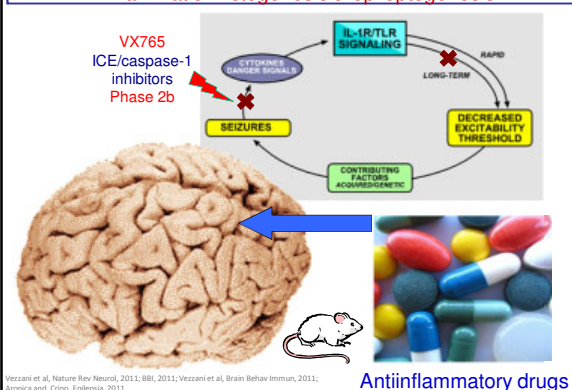 VX765
ICE/caspase-1
inhibitors
Phase 2b
CYTOKINES
DANGER SIGNALS
IL-1R/TLR
SIGNALING
RAPID
LONG-TERM
SEIZURES
DECREASED
EXCITABILITY
THRESHOLD
CONTRIBUTING
FACTORS
ACQUIRED/GENETIC
Vezzani et al, Nature Rev Neurol, 2011; BBI, 2011; Vezzani et al, Brain Behav Immun, 2011;
Aronica and Crino, Epilepsia, 2011
Antiinflammatory drugs